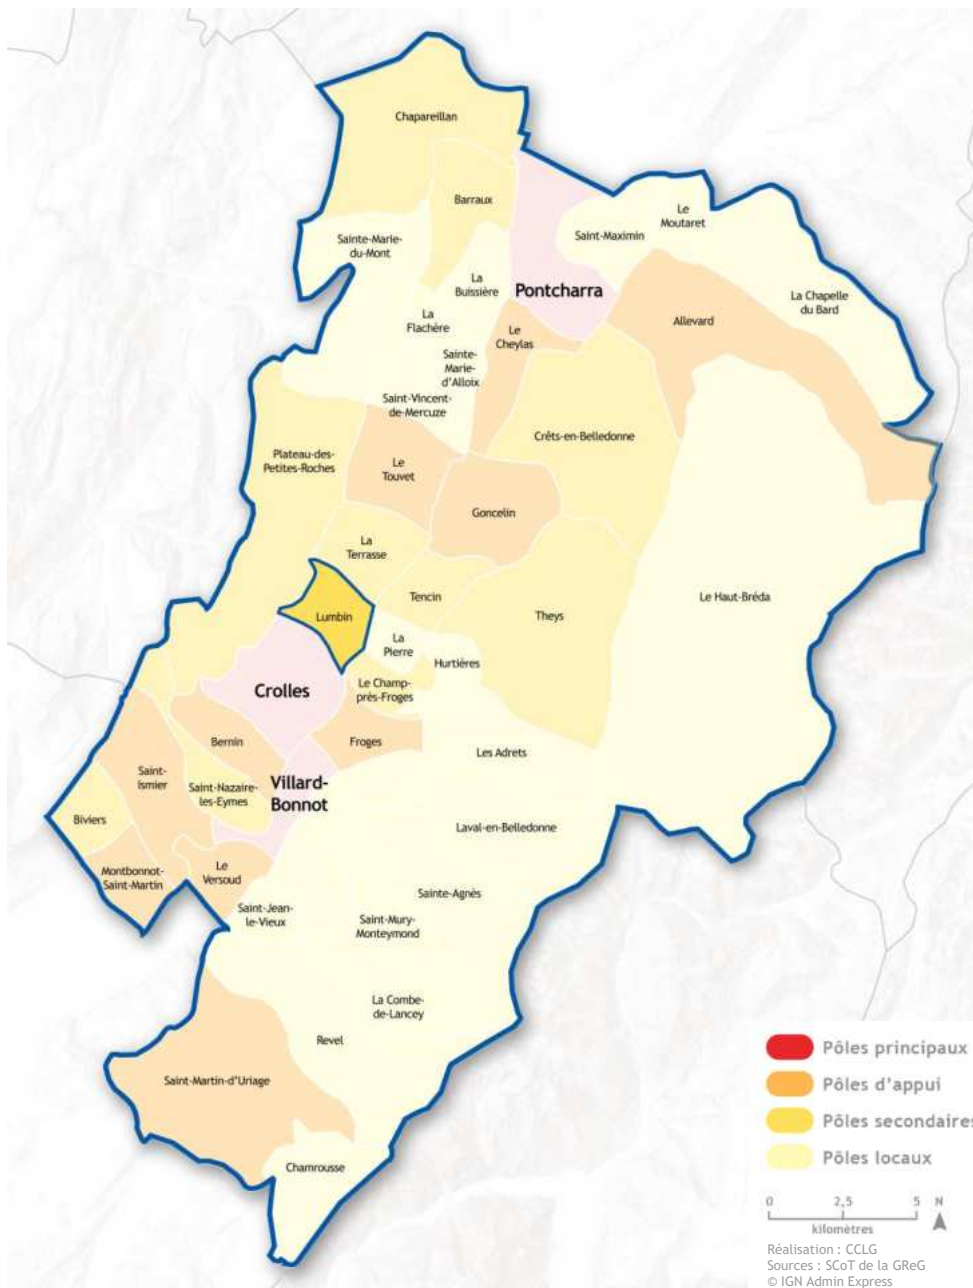 Chapareillan
Barraux
Le
Moutaret
Saint-Maximin
Sainte-Marie-
du-Mont
La
Buissière
Pontcharra
La Chapelle
du Bard
La
Flachère
Le
Cheylas
Allevard
Sainte-
Marie-
d'Alloix
Saint-Vincent-
de-Mercuze
Crêts-en-Belledonne
Plateau-des-
Petites-Roches
Le
Touvet
Goncelin
La
Terrasse
Tencin
Le Haut-Bréda
Lumbin
Theys
La
Pierre
Hurtières
Crolles
Le Champ-
près-Froges
Bernin
Froges
Les Adrets
Saint-
Ismier
Saint-Nazaire-
les-Eymes
Villard-
Bonnot
Biviers
Laval-en-Belledonne
Montbonnot-
Saint-Martin
Le
Versoud
Sainte-Agnès
Saint-Jean-
le-Vieux
Saint-Mury-
Monteymond
La Combe-
de-Lancey
Revel
Saint-Martin-d'Uriage
Chamrousse
Pôles principaux
Pôles d'appui
Pôles secondaires
Pôles locaux
0 2,5 5 N
kilomètres
Réalisation : CCLG
Sources : SCoT de la GReG
© IGN Admin Express